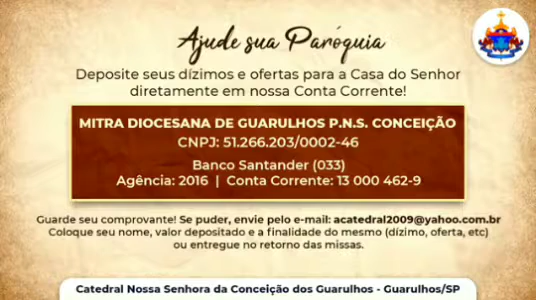 Ajude sua Paróquia
Deposite seus dízimos e ofertas para a Casa do Senhor
diretamente em nossa Conta Corrente!
MITRA DIOCESANA DE GUARULHOS P.N.S. CONCEIÇÃO
CNPJ: 51.266.203/0002-46
Banco Santander (033)
Agência: 2016 | Conta Corrente: 13 000 462-9
Guarde seu comprovante! Se puder, envie pelo e-mail: acatedral2009@yahoo.com.br
Coloque seu nome, valor depositado e a finalidade do mesmo (dízimo, oferta, etc)
ou entregue no retorno das missas.
Catedral Nossa Senhora da Conceição dos Guarulhos - Guarulhos/SP